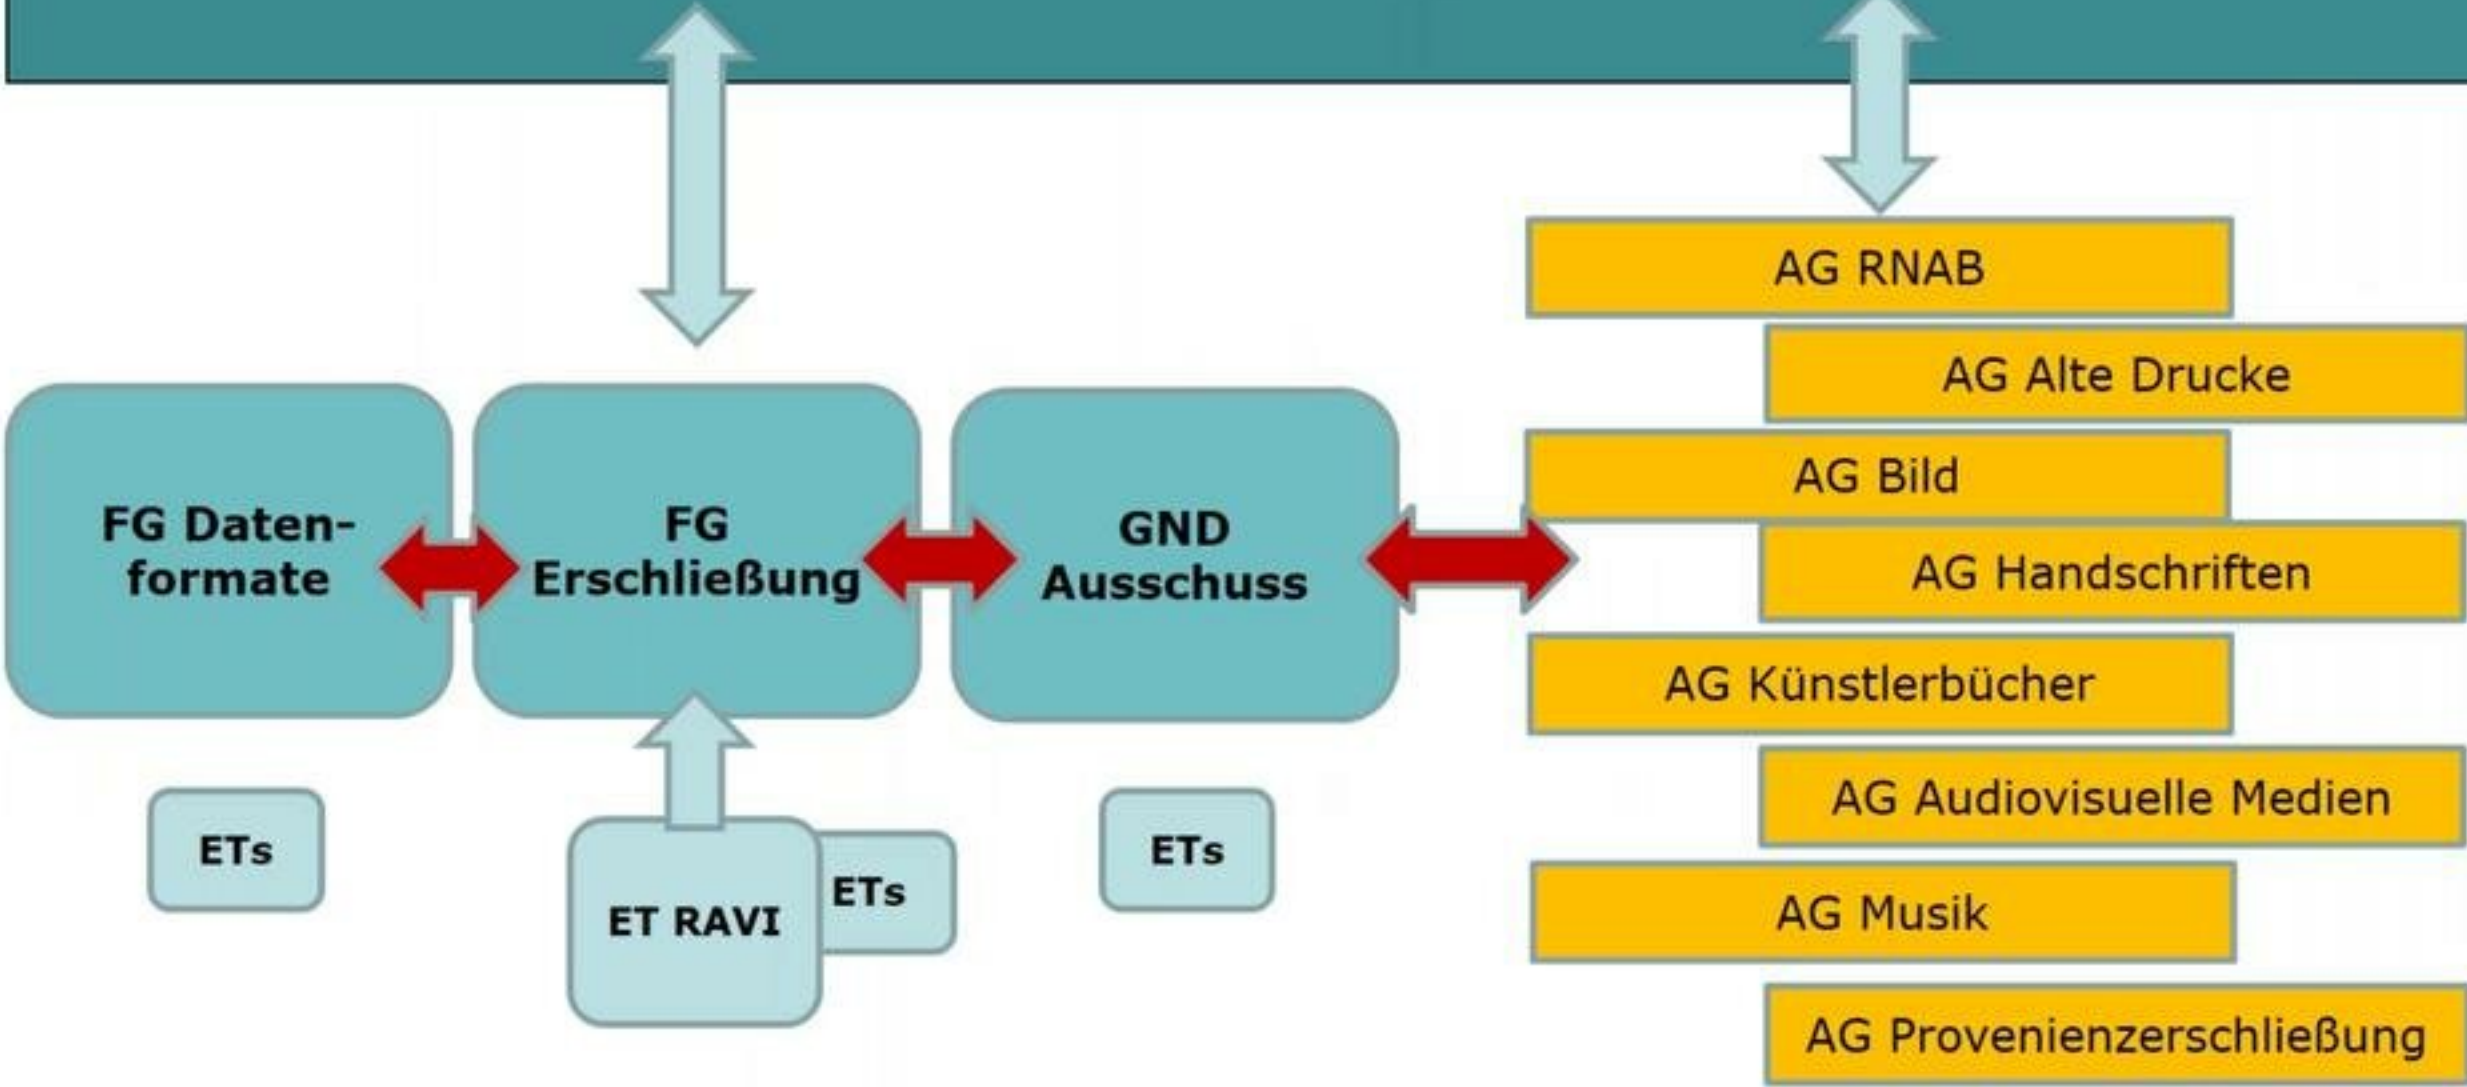 FG Daten-
formate
FG
Erschließung
GND
Ausschuss
ETs
ET RAVI
ETs
ETs
AG RNAB
AG Alte Drucke
AG Bild
AG Handschriften
AG Künstlerbücher
AG Audiovisuelle Medien
AG Musik
AG Provenienzerschließung